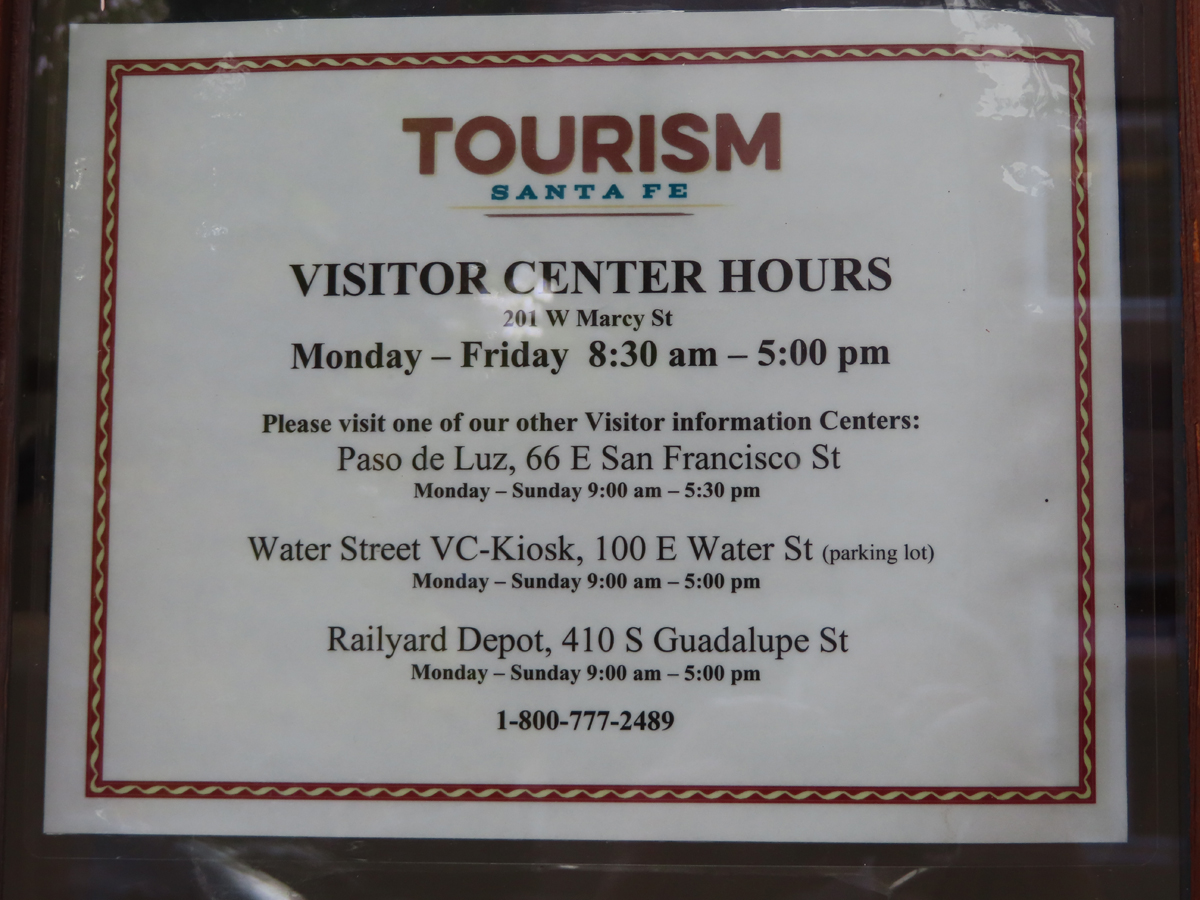 TOURISM
SANTA FE
VISITOR CENTER HOURS
201 W Marcy St
Monday – Friday 8:30 am – 5:00 pm
Please visit one of our other Visitor information Centers:
Paso de Luz, 66 E San Francisco St
Monday – Sunday 9:00 am – 5:30 pm
Water Street VC-Kiosk, 100 E Water St (parking lot)
Monday – Sunday 9:00 am – 5:00 pm
Railyard Depot, 410 S Guadalupe St
Monday – Sunday 9:00 am – 5:00 pm
1-800-777-2489